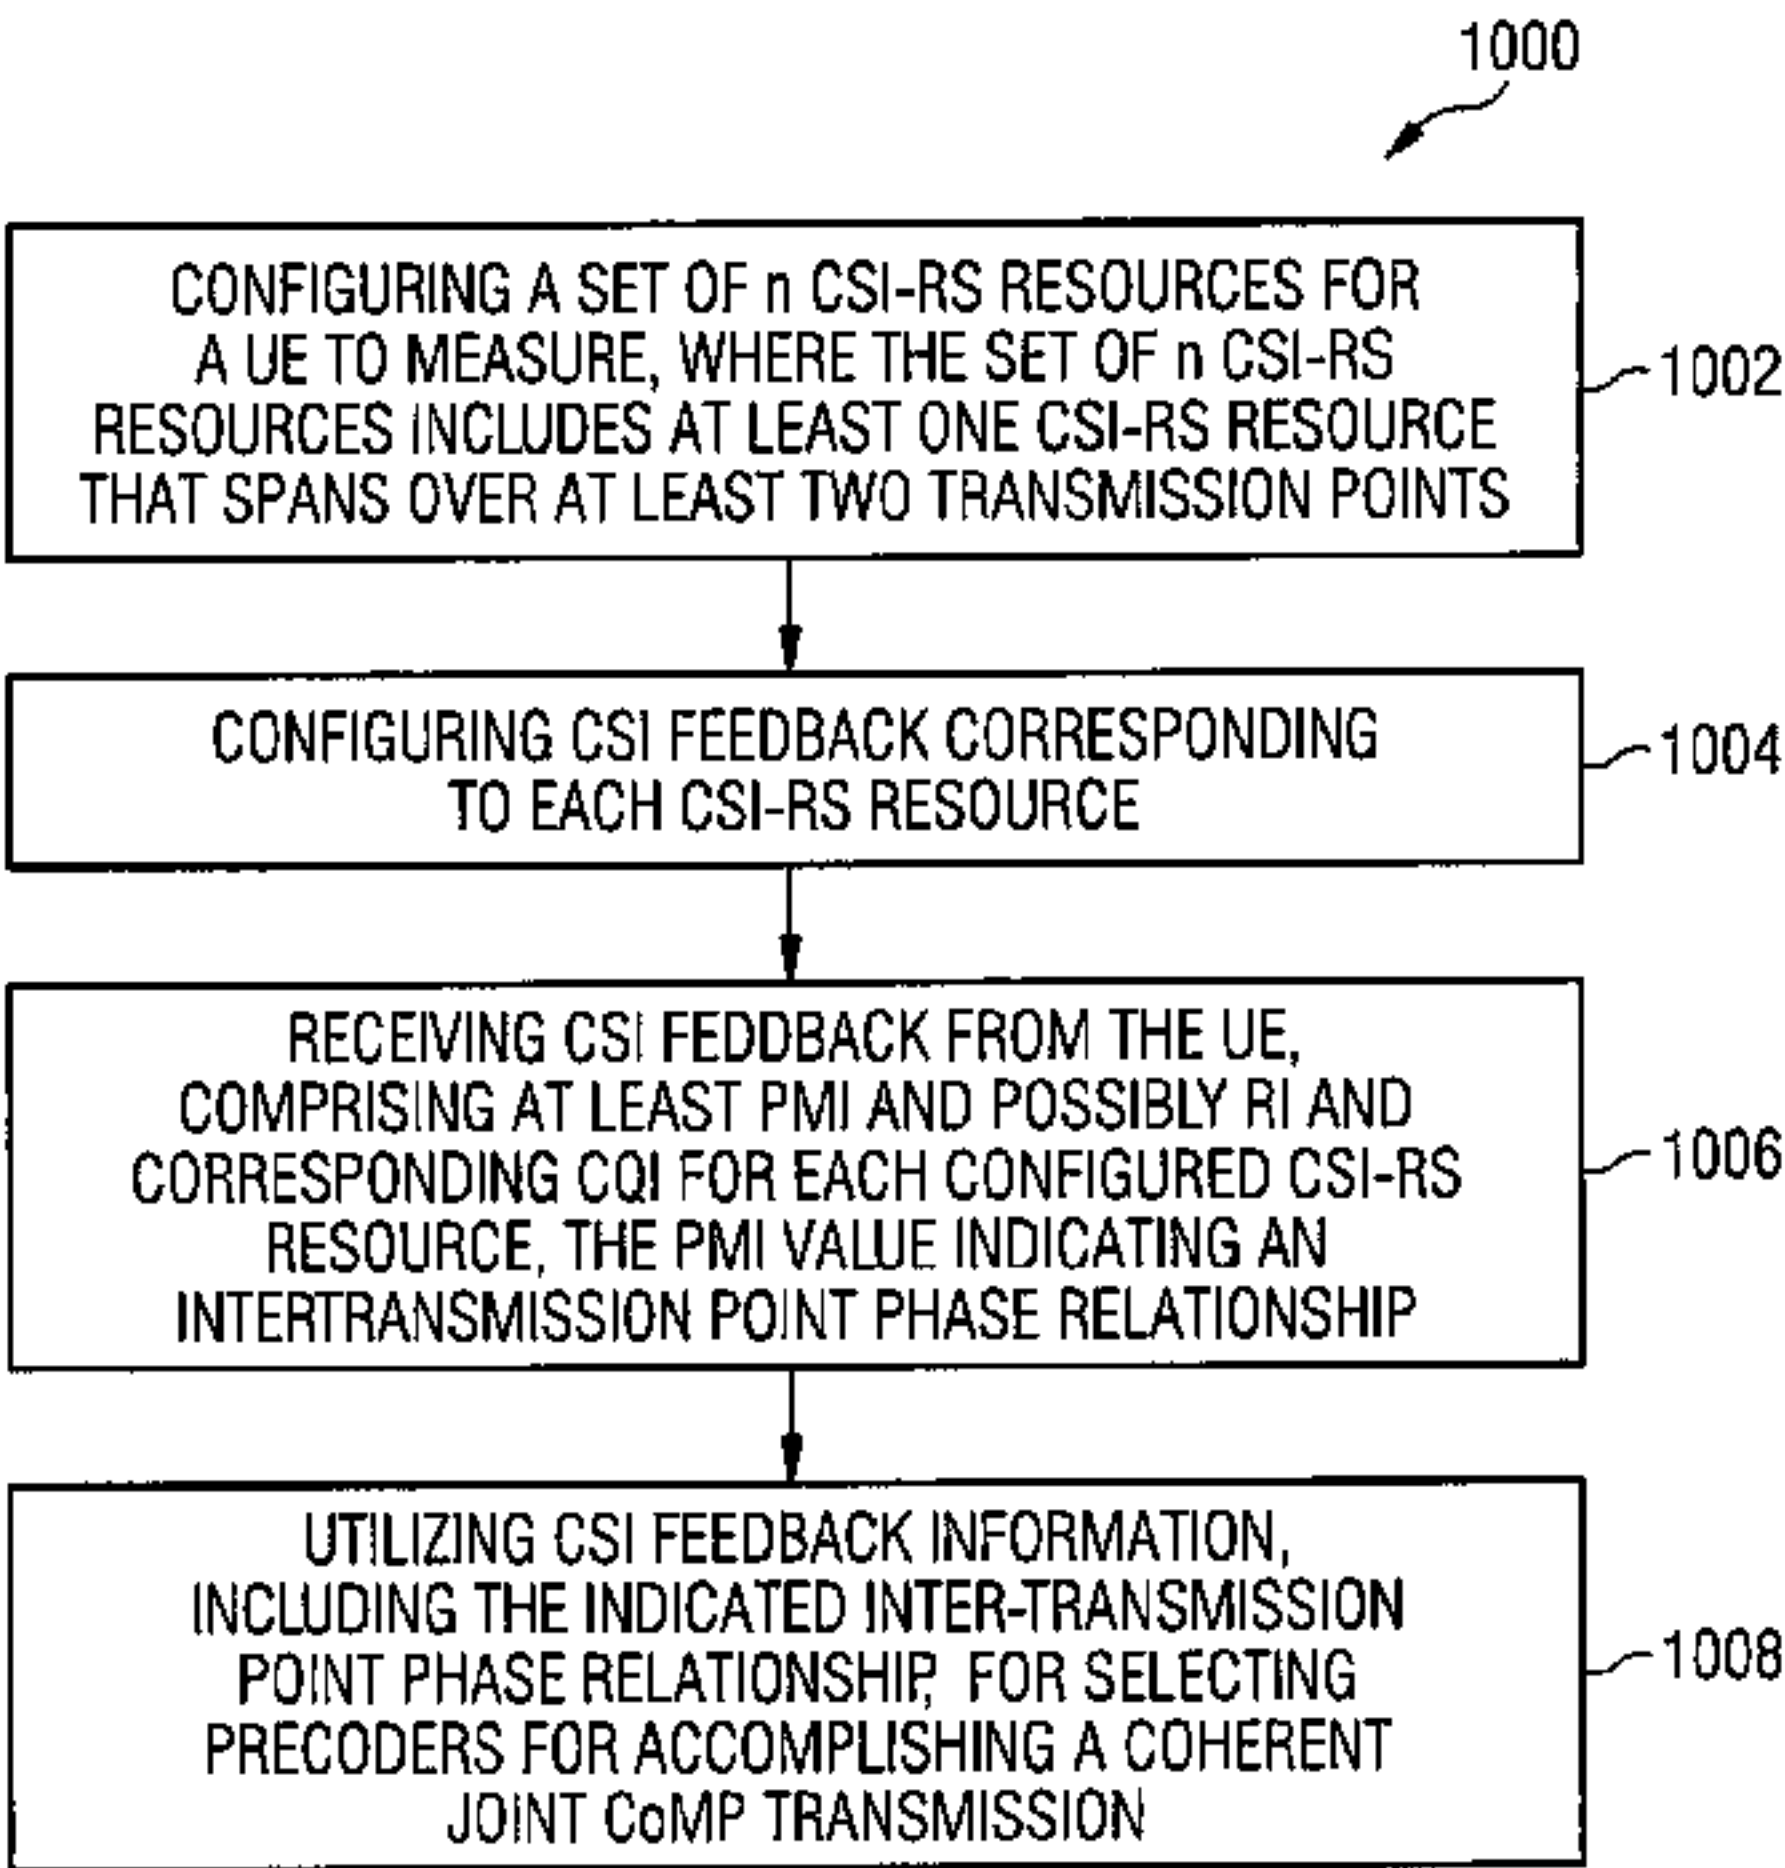 1000
CONFIGURING A SET OF n CSI-RS RESOURCES FOR
A UE TO MEASURE, WHERE THE SET OF n CSI-RS
RESOURCES INCLUDES AT LEAST ONE CSI-RS RESOURCE
THAT SPANS OVER AT LEAST TWO TRANSMISSION POINTS
1002
CONFIGURING CSI FEEDBACK CORRESPONDING
TO EACH CSI-RS RESOURCE
1004
RECEIVING CSI FEDDBACK FROM THE UE,
COMPRISING AT LEAST PMI AND POSSIBLY RI AND
CORRESPONDING CQI FOR EACH CONFIGURED CSI-RS
RESOURCE, THE PMI VALUE INDICATING AN
INTERTRANSMISSION POINT PHASE RELATIONSHIP
1006
UTILIZING CSI FEEDBACK INFORMATION,
INCLUDING THE INDICATED INTER-TRANSMISSION
POINT PHASE RELATIONSHIP, FOR SELECTING
PRECODERS FOR ACCOMPLISHING A COHERENT
JOINT CoMP TRANSMISSION
1008